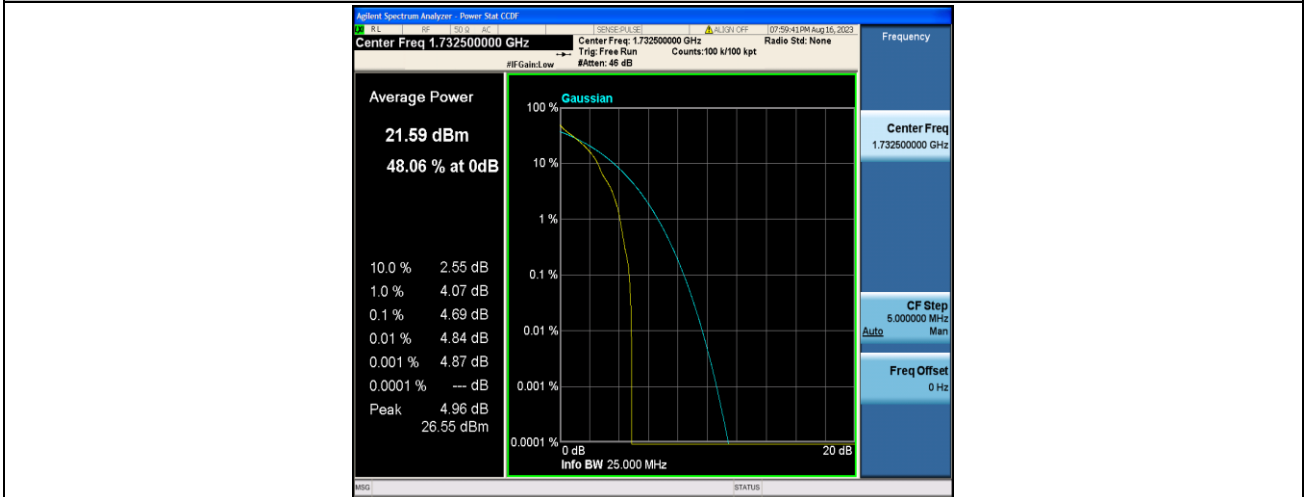 Agilent Spectrum Analyzer - Power Stat CCDF
RL RF 50 Ω AC SENSE:PULSE ALIGN OFF 07:59:41 PM Aug 16, 2023
Center Freq 1.732500000 GHz
Center Freq: 1.732500000 GHz Radio Std: None
Trig: Free Run Counts:100 k/100 kpt
#IFGain:Low #Atten: 46 dB
Average Power
21.59 dBm
48.06 % at 0dB
10.0 % 2.55 dB
1.0 % 4.07 dB
0.1 % 4.69 dB
0.01 % 4.84 dB
0.001 % 4.87 dB
0.0001 % --- dB
Peak 4.96 dB
26.55 dBm
Gaussian
100 %
10 %
1 %
0.1 %
0.01 %
0.001 %
0.0001 %
0 dB 20 dB
Info BW 25.000 MHz
Frequency
Center Freq
1.732500000 GHz
CF Step
5.000000 MHz
Auto Man
Freq Offset
0 Hz
MSG STATUS